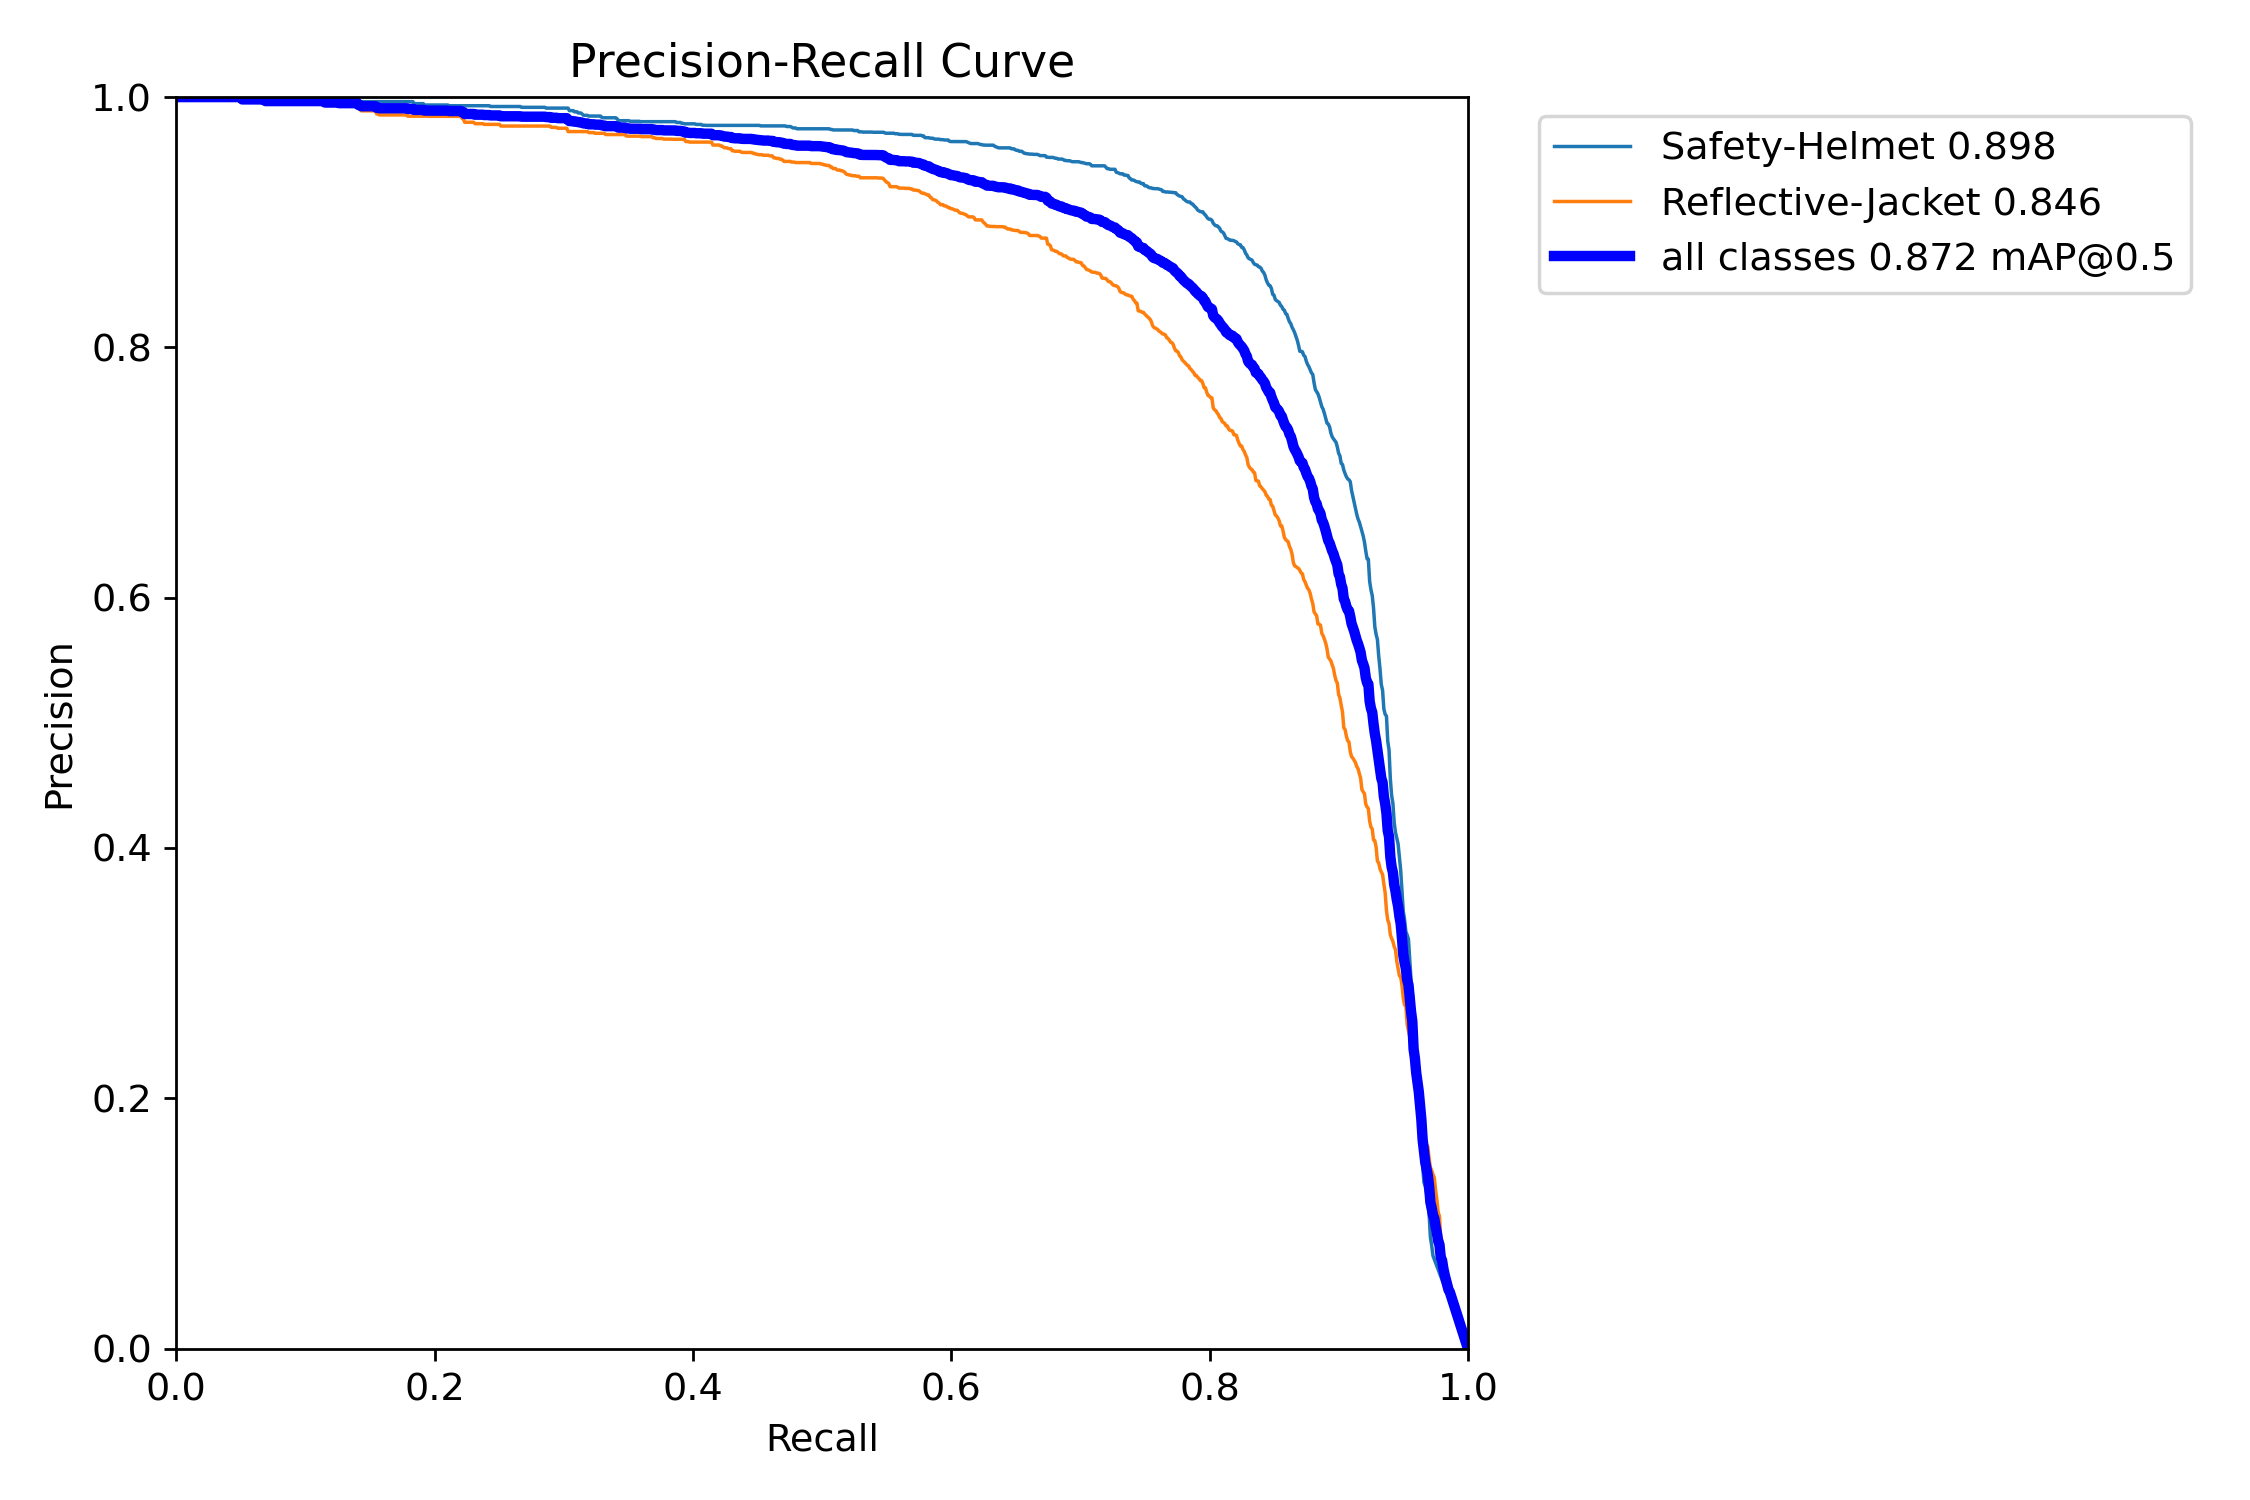 Precision-Recall Curve
1.0
0.8
0.6
0.4
0.2
0.0
Precision
0.0 0.2 0.4 0.6 0.8 1.0
Recall
Safety-Helmet 0.898
Reflective-Jacket 0.846
all classes 0.872 mAP@0.5